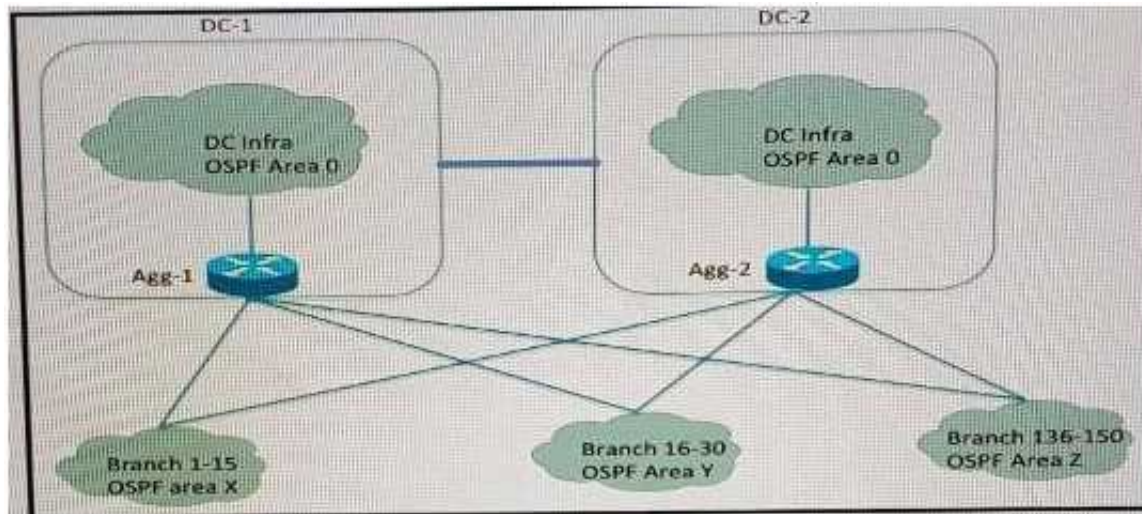 DC-1
DC-2
DC Infra
OSPF Area 0
DC Infra
OSPF Area 0
Agg-1
Agg-2
Branch 1-15
OSPF area X
Branch 16-30
OSPF Area Y
Branch 136-150
OSPF Area Z